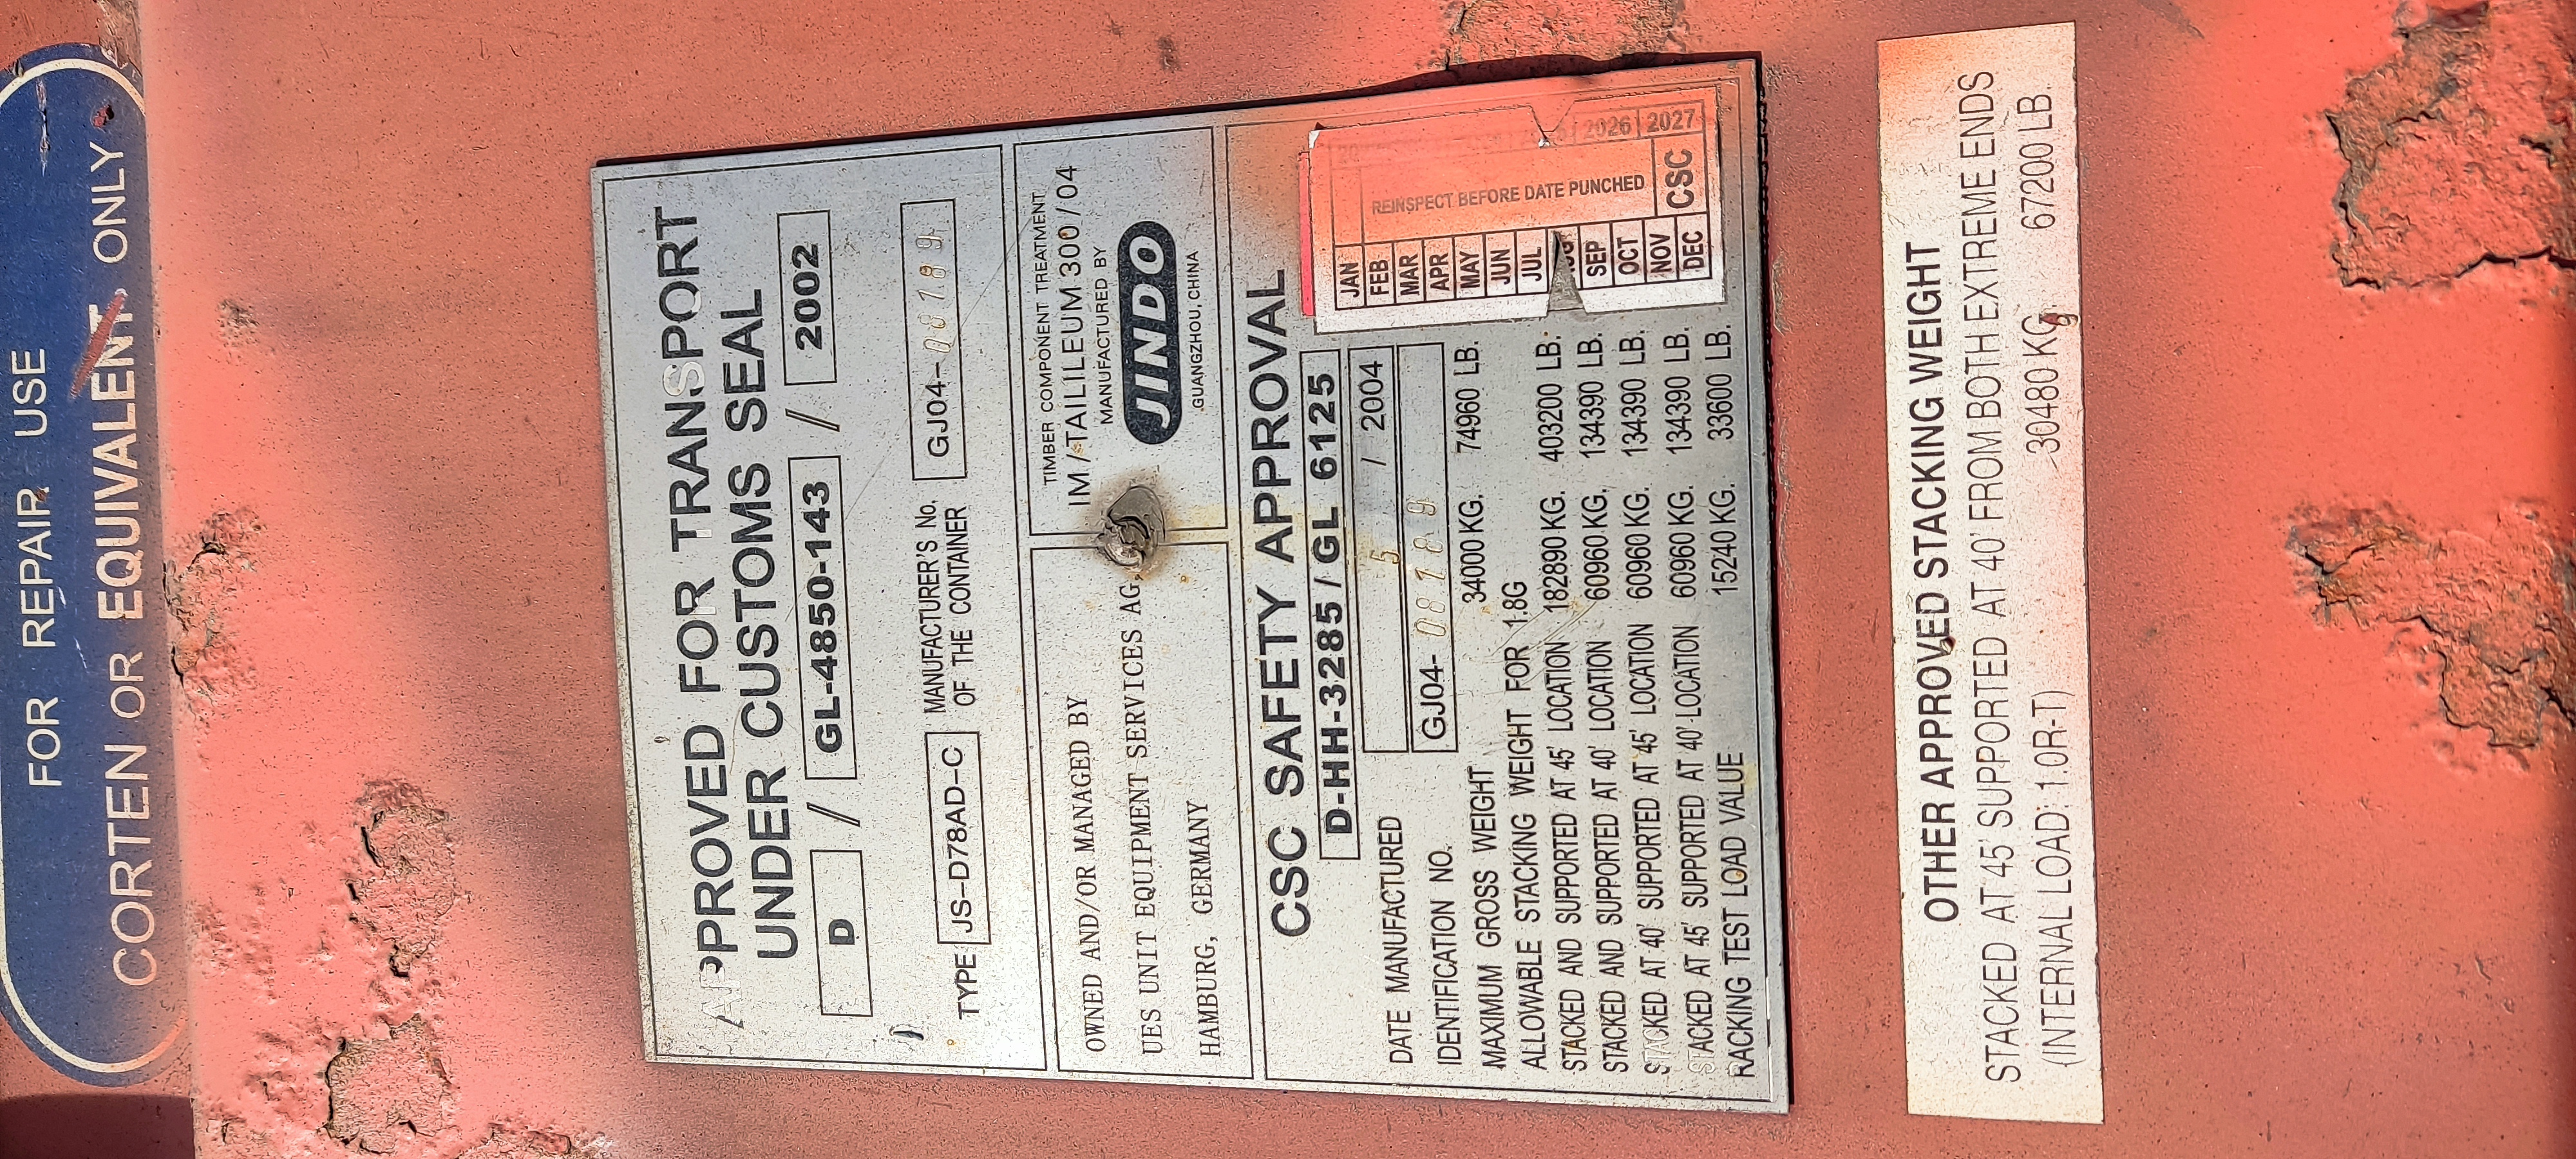 FOR REPAIR USE
CORTEN OR EQUIVALENT ONLY
APPROVED FOR TRANSPORT
UNDER CUSTOMS SEAL
D / GL-4850-143 / 2002
TYPE JS-D78AD-C MANUFACTURER'S No. OF THE CONTAINER GJ04-08789
OWNED AND/OR MANAGED BY
UES UNIT EQUIPMENT SERVICES AG,
HAMBURG, GERMANY
TIMBER COMPONENT TREATMENT
IM/TAILILEUM 300/04
MANUFACTURED BY
JINDO
GUANGZHOU, CHINA
CSC SAFETY APPROVAL
D-HH-3285/GL 6125
DATE MANUFACTURED 5 / 2004
IDENTIFICATION NO. GJ04-08789
MAXIMUM GROSS WEIGHT 34000 KG. 74960 LB.
ALLOWABLE STACKING WEIGHT FOR 1.8G
STACKED AND SUPPORTED AT 45' LOCATION 182890 KG. 403200 LB.
STACKED AND SUPPORTED AT 40' LOCATION 60960 KG. 134390 LB.
STACKED AT 40' SUPPORTED AT 45' LOCATION 60960 KG. 134390 LB.
STACKED AT 45' SUPPORTED AT 40' LOCATION 60960 KG. 134390 LB.
RACKING TEST LOAD VALUE 15240 KG. 33600 LB.
JAN
FEB
MAR
APR
MAY
JUN
JUL
SEP
OCT
NOV
DEC
REINSPECT BEFORE DATE PUNCHED
CSC
2026 2027
OTHER APPROVED STACKING WEIGHT
STACKED AT 45' SUPPORTED AT 40' FROM BOTH EXTREME ENDS
(INTERNAL LOAD: 1.0R-T) 30480 KG. 67200 LB.